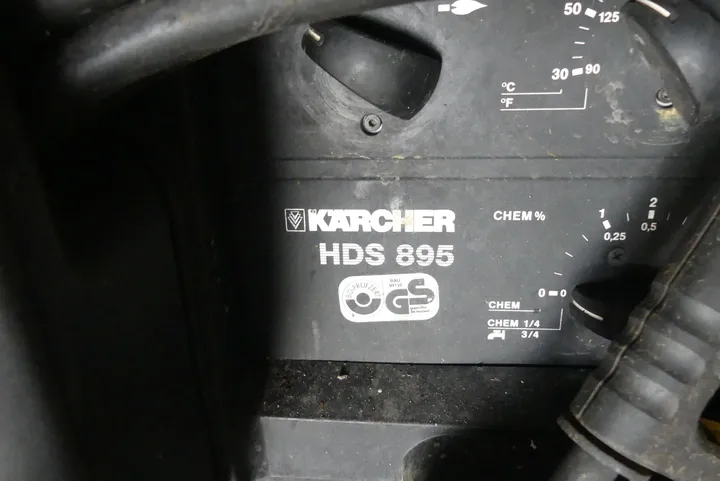 50 125
30 90
°C
°F
KÄRCHER
HDS 895
CHEM %
1 2
0,25 0,5
0 0
CHEM
CHEM 1/4
3/4
GS